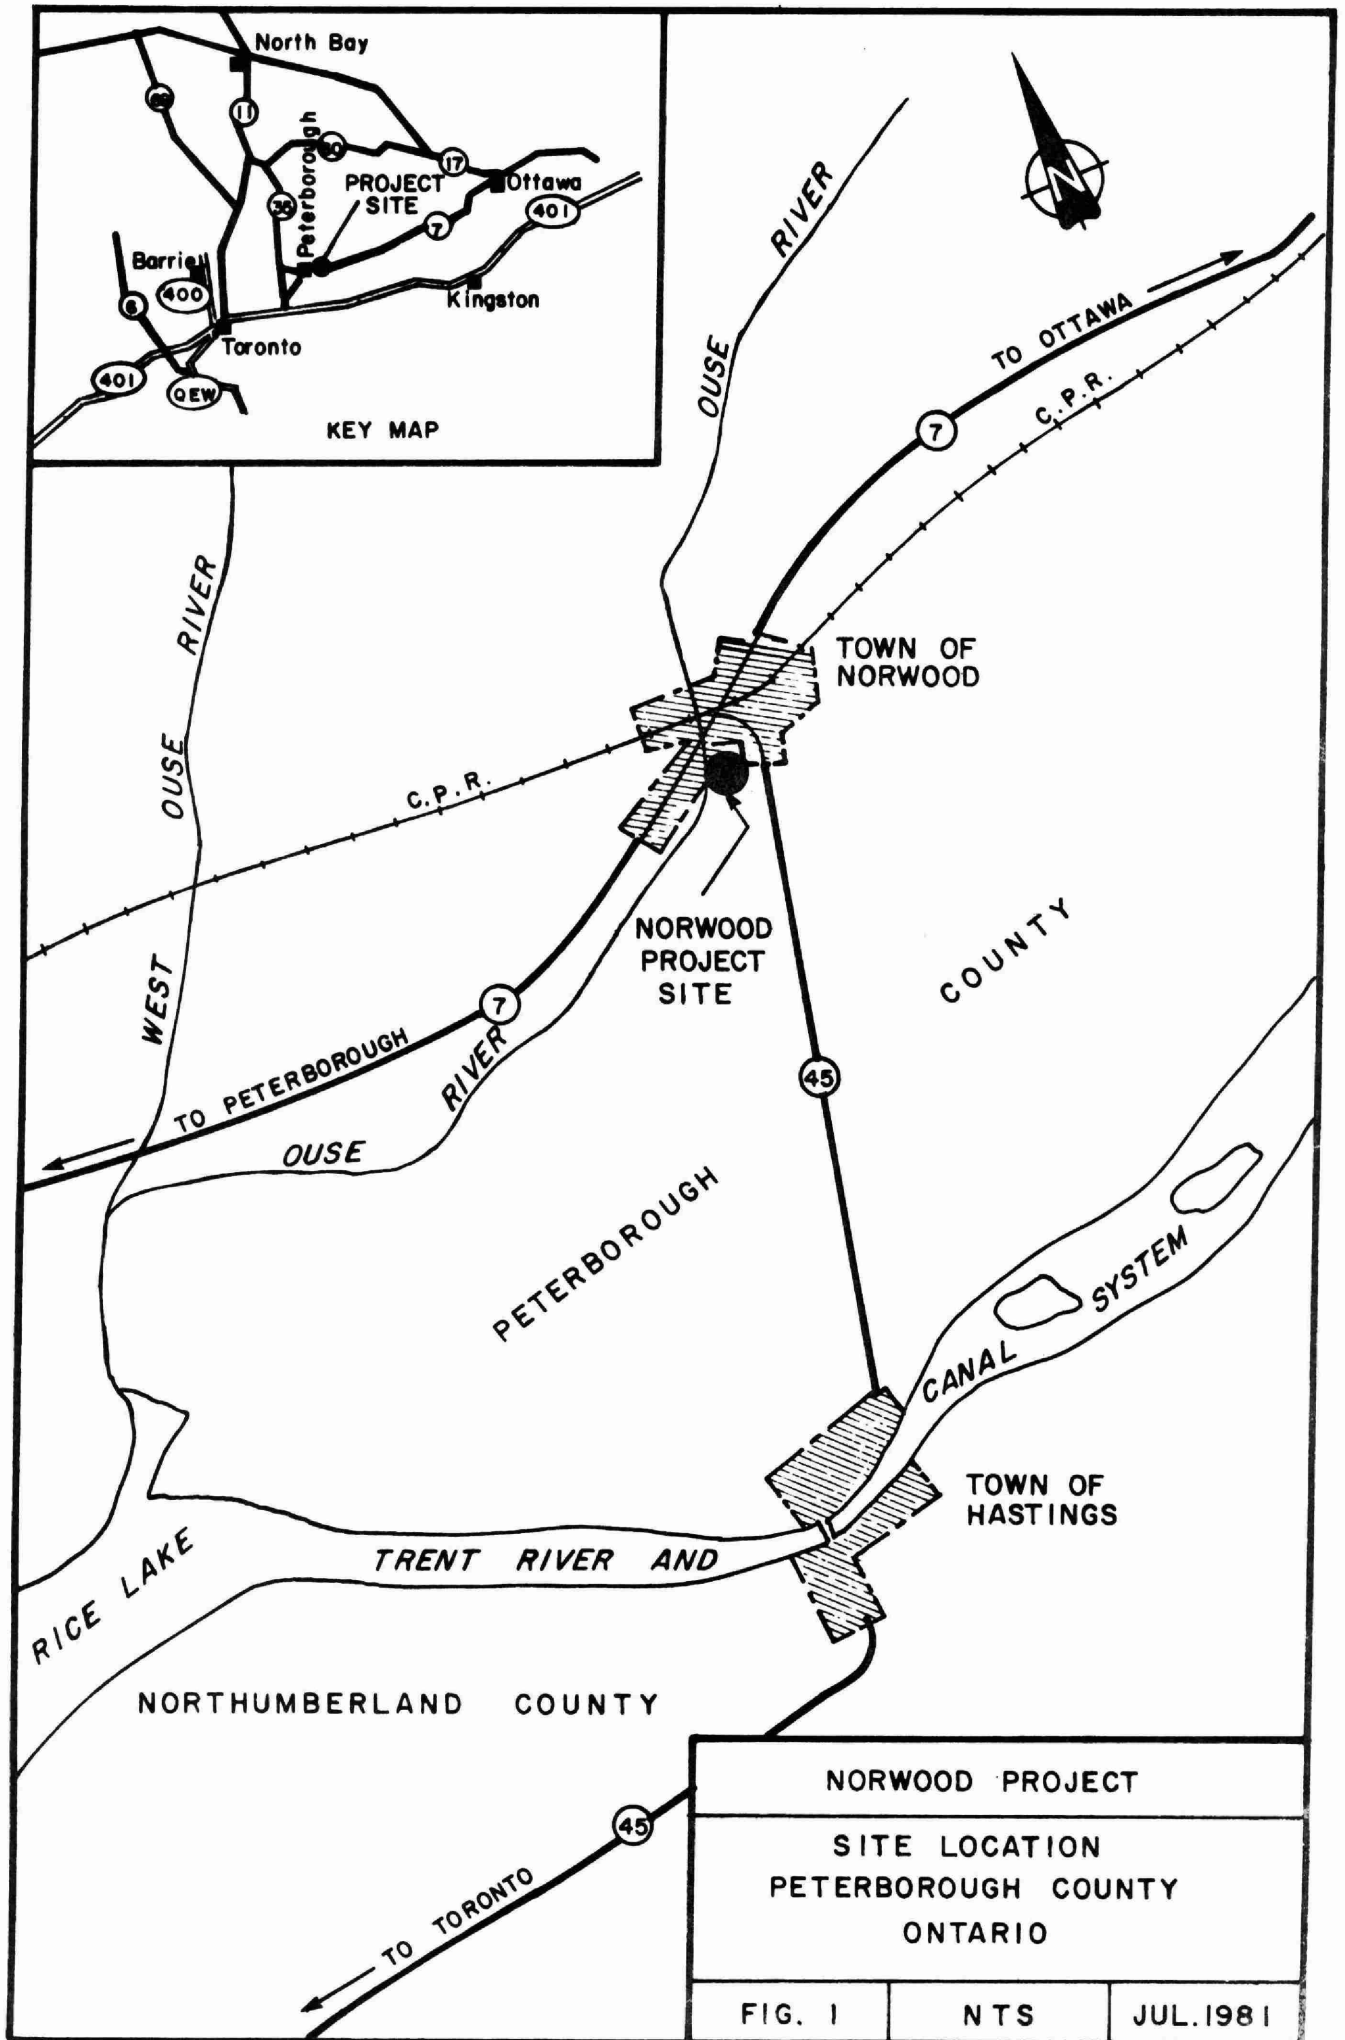 North Bay
69
11
Peterborough
60
17
PROJECT
SITE
Ottawa
35
7
401
Barrie
400
6
Kingston
Toronto
401
QEW
KEY MAP
N
OUSE RIVER
TO OTTAWA
7
C.P.R.
WEST OUSE RIVER
TOWN OF
NORWOOD
C.P.R.
NORWOOD
PROJECT
SITE
7
TO PETERBOROUGH
OUSE RIVER
45
PETERBOROUGH COUNTY
TOWN OF
HASTINGS
TRENT RIVER AND CANAL SYSTEM
RICE LAKE
NORTHUMBERLAND COUNTY
45
TO TORONTO
NORWOOD PROJECT
SITE LOCATION
PETERBOROUGH COUNTY
ONTARIO
FIG. 1
NTS
JUL.1981